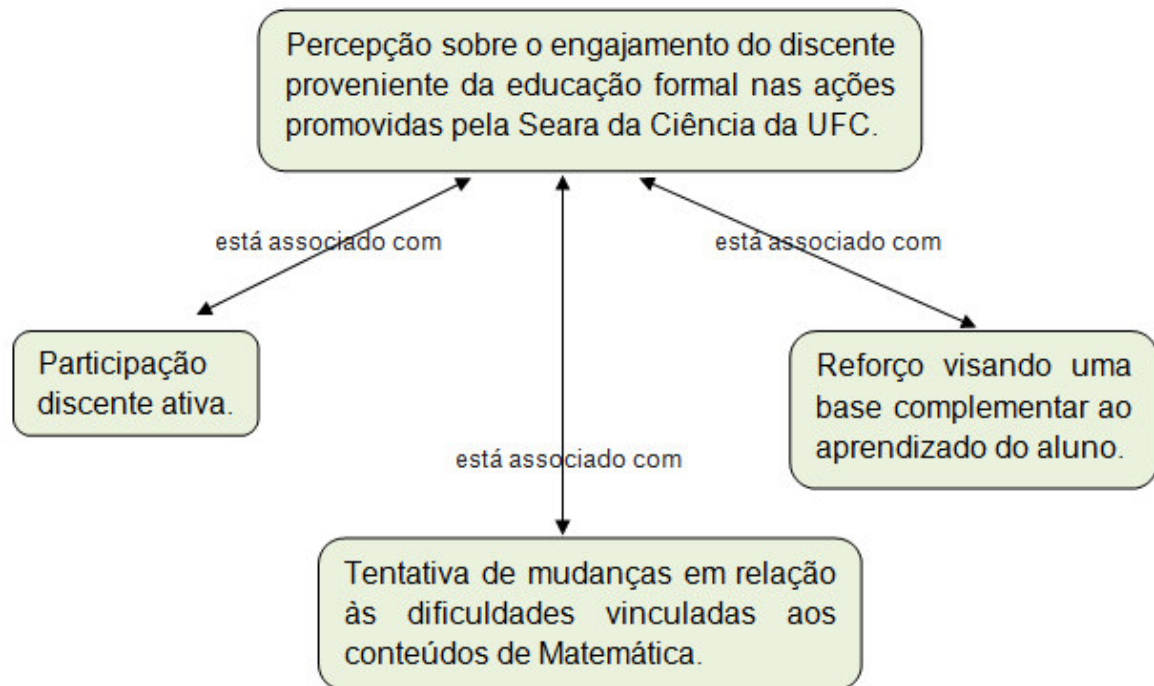 Percepção sobre o engajamento do discente
proveniente da educação formal nas ações
promovidas pela Seara da Ciência da UFC.
está associado com
está associado com
Participação
discente ativa.
Reforço visando uma
base complementar ao
aprendizado do aluno.
está associado com
Tentativa de mudanças em relação
às dificuldades vinculadas aos
conteúdos de Matemática.